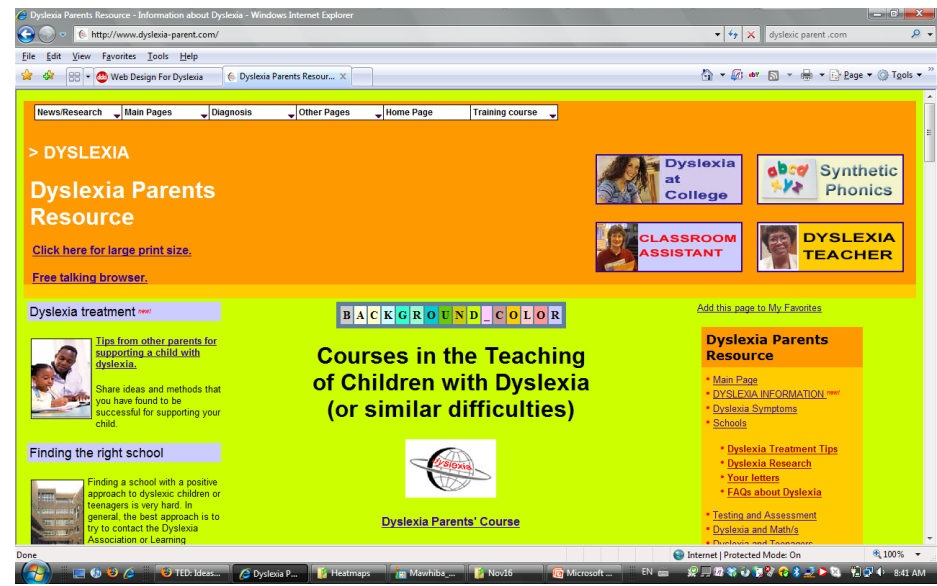 Dyslexia Parents Resource - Information about Dyslexia - Windows Internet Explorer
http://www.dyslexia-parent.com/
dyslexic parent .com
File Edit View Favorites Tools Help
Web Design For Dyslexia
Dyslexia Parents Resour...
Page
Tools
News/Research
Main Pages
Diagnosis
Other Pages
Home Page
Training course
> DYSLEXIA
Dyslexia Parents
Resource
Click here for large print size.
Free talking browser.
Dyslexia
at
College
abcd
xyz
Synthetic
Phonics
CLASSROOM
ASSISTANT
DYSLEXIA
TEACHER
Dyslexia treatment new!
Tips from other parents for
supporting a child with
dyslexia.
Share ideas and methods that
you have found to be
successful for supporting your
child.
Finding the right school
Finding a school with a positive
approach to dyslexic children or
teenagers is very hard. In
general, the best approach is to
try to contact the Dyslexia
Association or Learning
BACKGROUND_COLOR
Courses in the Teaching
of Children with Dyslexia
(or similar difficulties)
dyslexia
Dyslexia Parents' Course
Add this page to My Favorites
Dyslexia Parents
Resource
Main Page
DYSLEXIA INFORMATION new!
Dyslexia Symptoms
Schools
Dyslexia Treatment Tips
Dyslexia Research
Your letters
FAQs about Dyslexia
Testing and Assessment
Dyslexia and Math/s
Dyslexia and Teenagers
Done
Internet | Protected Mode: On
100%
TED: Ideas...
Dyslexia P...
Heatmaps
Mawhiba_...
Nov16
Microsoft ...
EN
8:41 AM